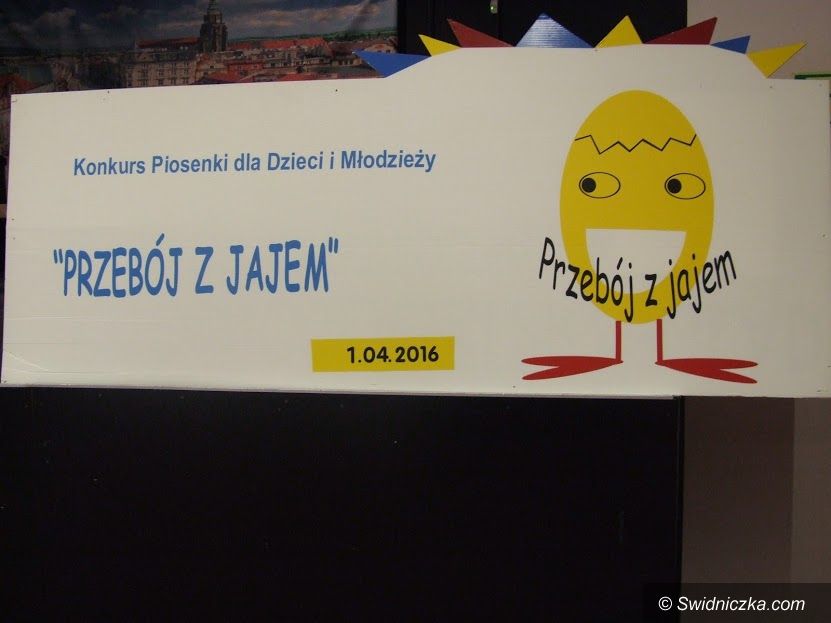 Konkurs Piosenki dla Dzieci i Młodzieży
"PRZEBÓJ Z JAJEM"
Przebój z jajem
1.04.2016
© Swidniczka.com